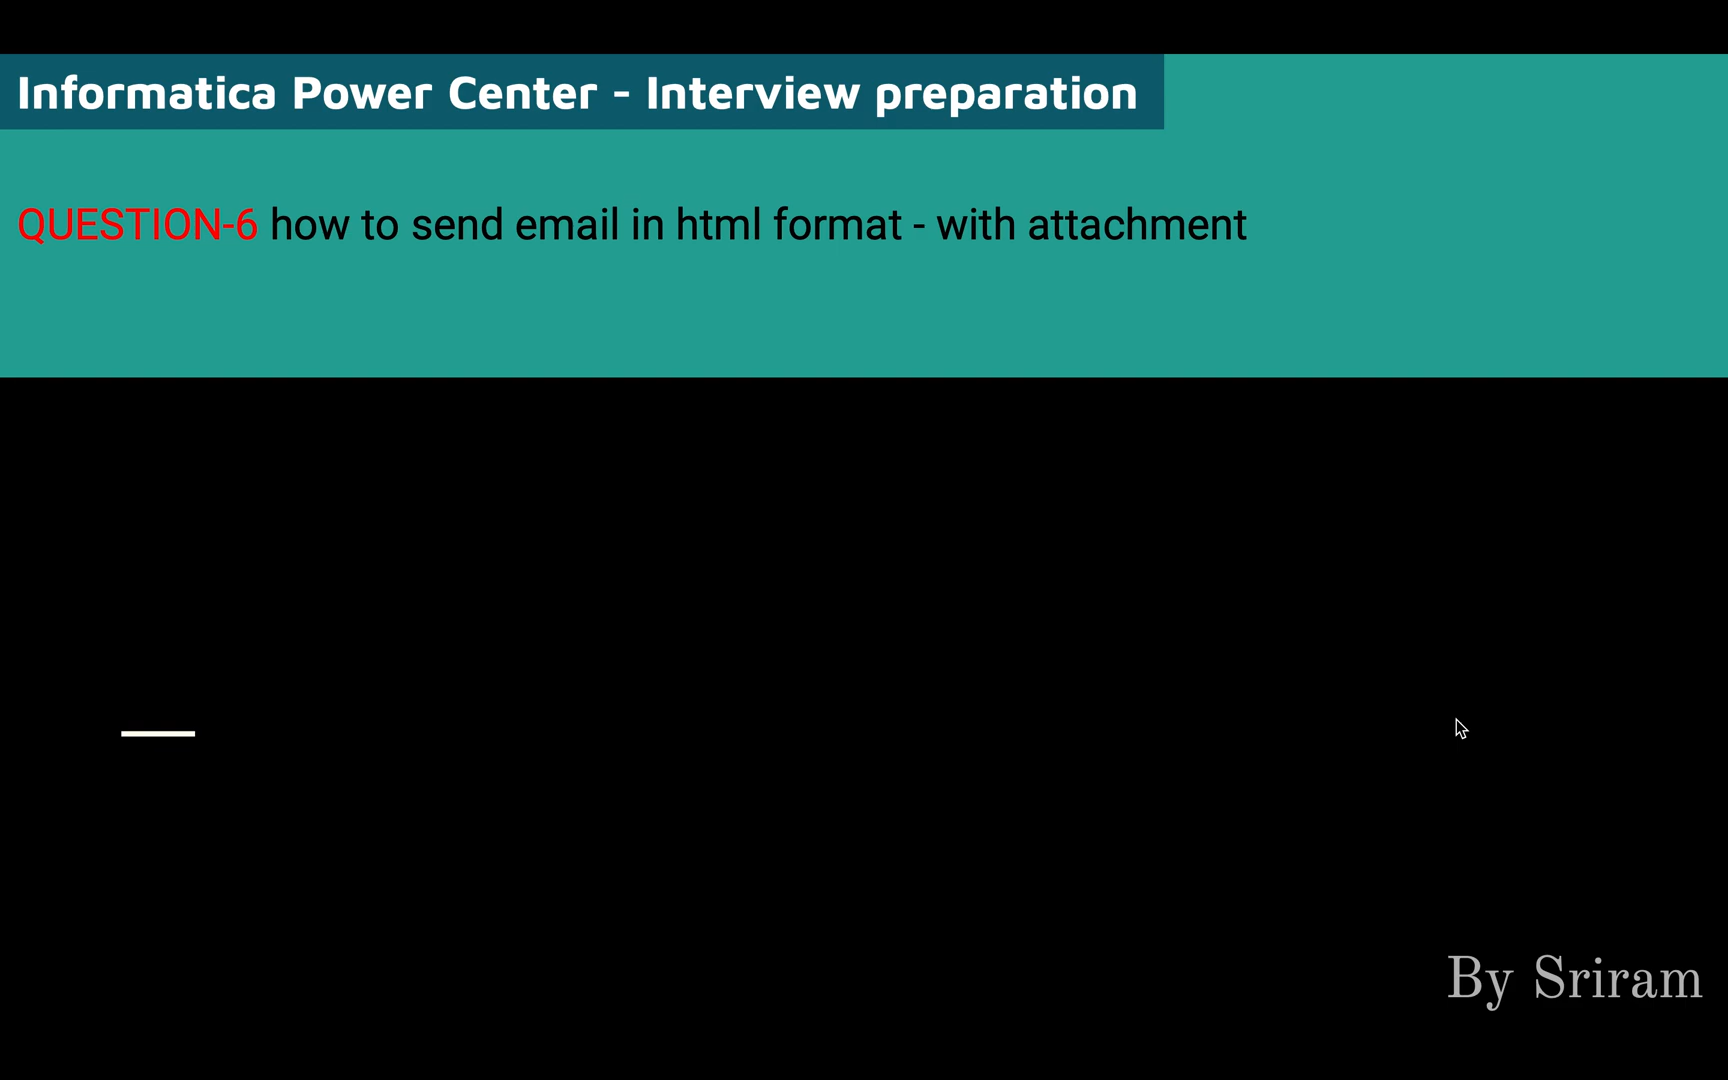 Informatica Power Center - Interview preparation
QUESTION-6 how to send email in html format - with attachment
By Sriram